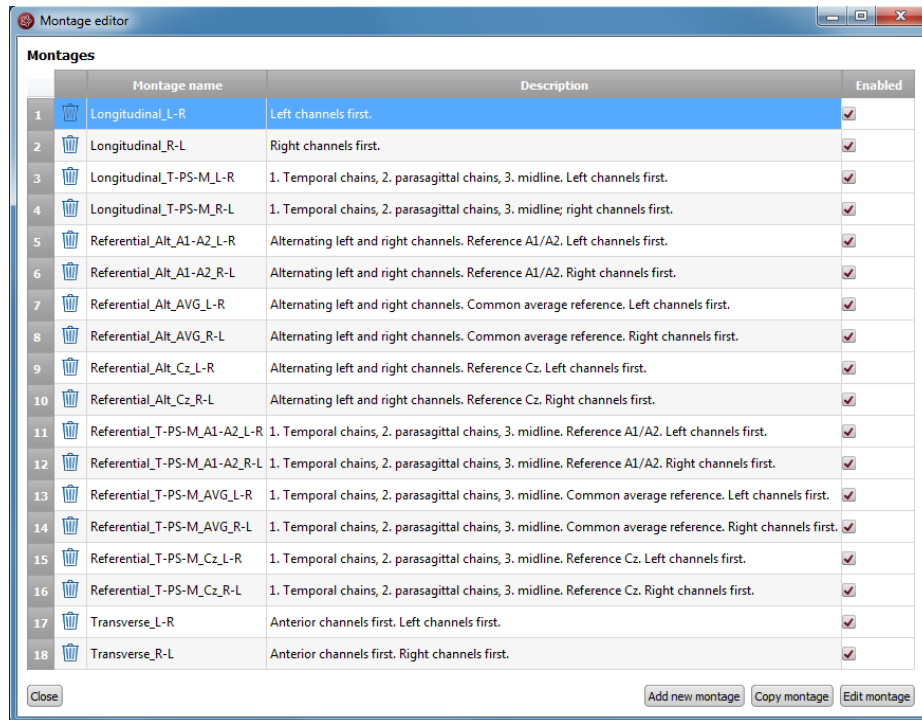 Montage editor
Montages
Montage name Description Enabled
1 Longitudinal_L-R Left channels first.
2 Longitudinal_R-L Right channels first.
3 Longitudinal_T-PS-M_L-R 1. Temporal chains, 2. parasagittal chains, 3. midline. Left channels first.
4 Longitudinal_T-PS-M_R-L 1. Temporal chains, 2. parasagittal chains, 3. midline; right channels first.
5 Referential_Alt_A1-A2_L-R Alternating left and right channels. Reference A1/A2. Left channels first.
6 Referential_Alt_A1-A2_R-L Alternating left and right channels. Reference A1/A2. Right channels first.
7 Referential_Alt_AVG_L-R Alternating left and right channels. Common average reference. Left channels first.
8 Referential_Alt_AVG_R-L Alternating left and right channels. Common average reference. Right channels first.
9 Referential_Alt_Cz_L-R Alternating left and right channels. Reference Cz. Left channels first.
10 Referential_Alt_Cz_R-L Alternating left and right channels. Reference Cz. Right channels first.
11 Referential_T-PS-M_A1-A2_L-R 1. Temporal chains, 2. parasagittal chains, 3. midline. Reference A1/A2. Left channels first.
12 Referential_T-PS-M_A1-A2_R-L 1. Temporal chains, 2. parasagittal chains, 3. midline. Reference A1/A2. Right channels first.
13 Referential_T-PS-M_AVG_L-R 1. Temporal chains, 2. parasagittal chains, 3. midline. Common average reference. Left channels first.
14 Referential_T-PS-M_AVG_R-L 1. Temporal chains, 2. parasagittal chains, 3. midline. Common average reference. Right channels first.
15 Referential_T-PS-M_Cz_L-R 1. Temporal chains, 2. parasagittal chains, 3. midline. Reference Cz. Left channels first.
16 Referential_T-PS-M_Cz_R-L 1. Temporal chains, 2. parasagittal chains, 3. midline. Reference Cz. Right channels first.
17 Transverse_L-R Anterior channels first. Left channels first.
18 Transverse_R-L Anterior channels first. Right channels first.
Close Add new montage Copy montage Edit montage